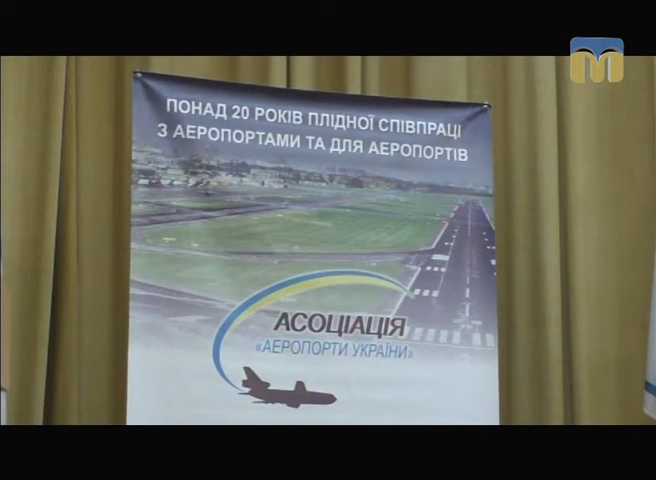 ПОНАД 20 РОКІВ ПЛІДНОЇ СПІВПРАЦІ
З АЕРОПОРТАМИ ТА ДЛЯ АЕРОПОРТІВ
АСОЦІАЦІЯ
«АЕРОПОРТИ УКРАЇНИ»